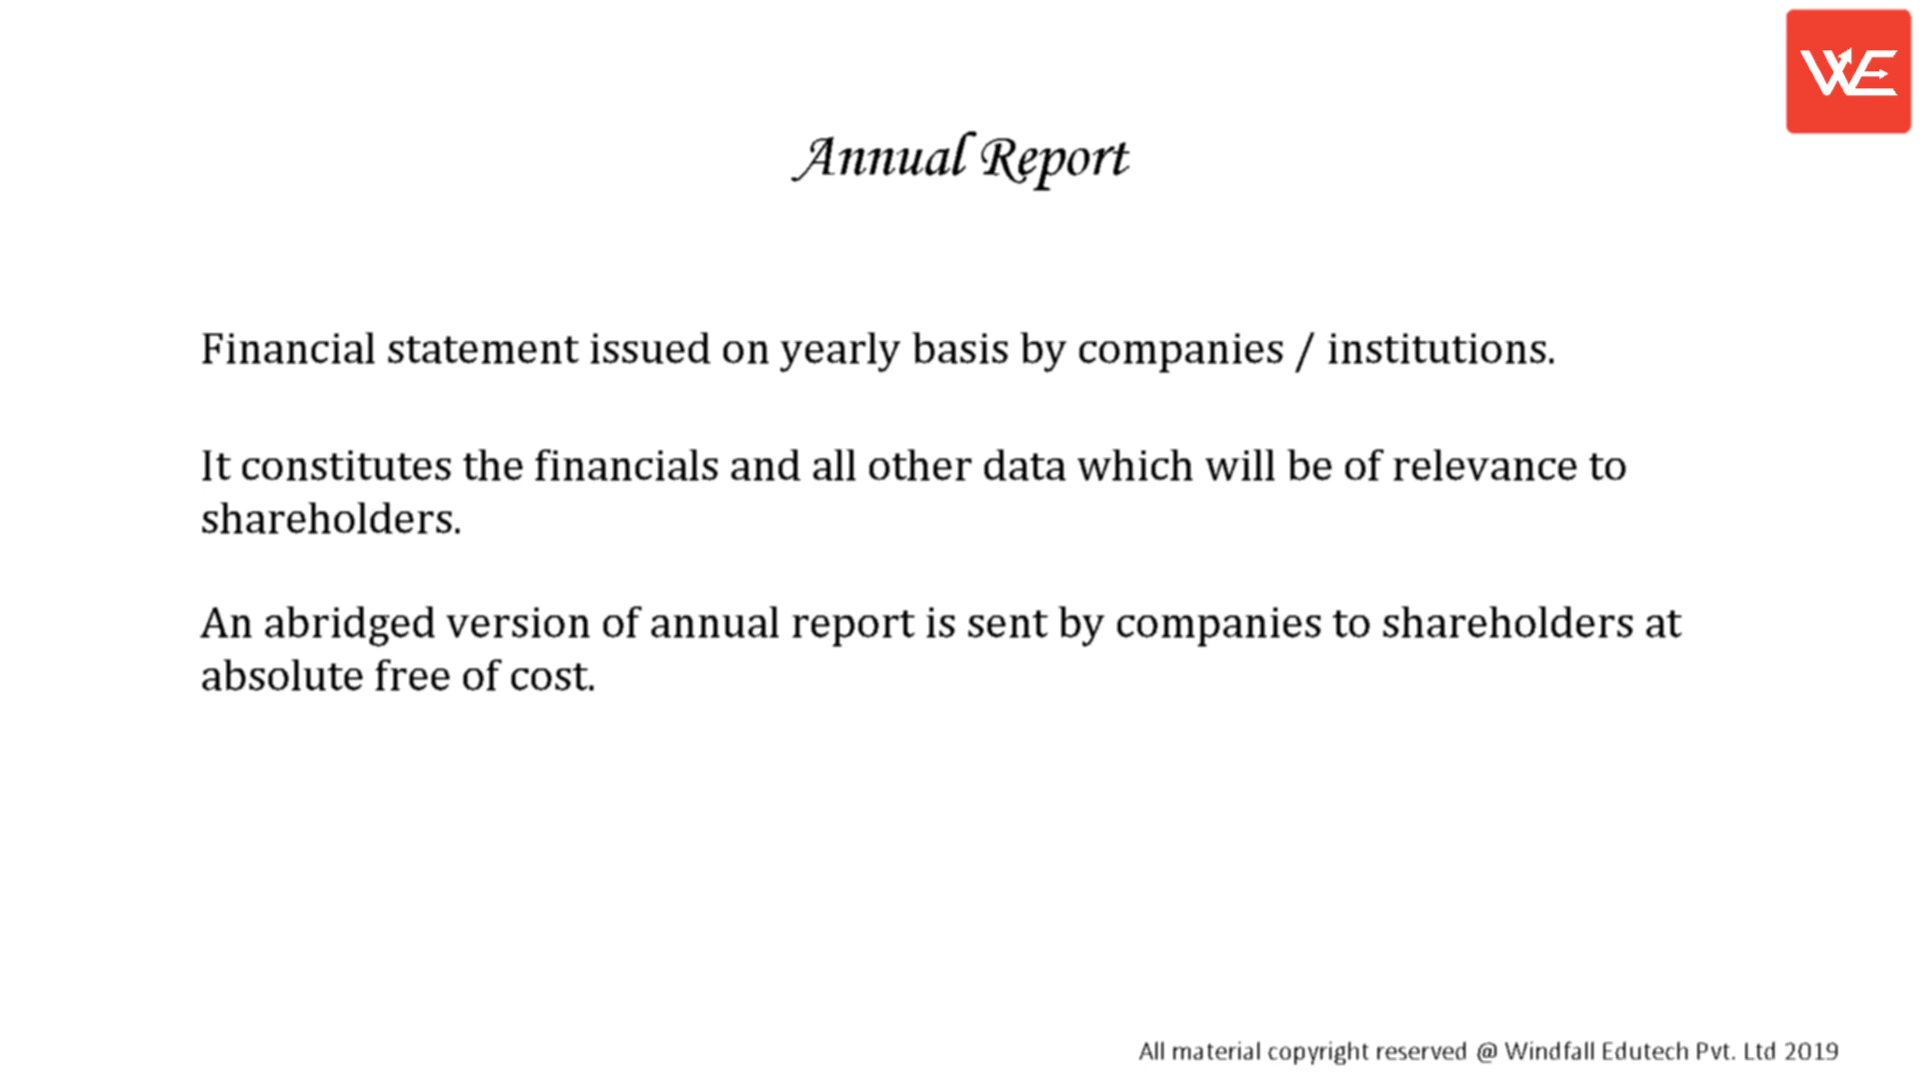 WE
Annual Report
Financial statement issued on yearly basis by companies / institutions.
It constitutes the financials and all other data which will be of relevance to
shareholders.
An abridged version of annual report is sent by companies to shareholders at
absolute free of cost.
All material copyright reserved @ Windfall Edutech Pvt. Ltd 2019